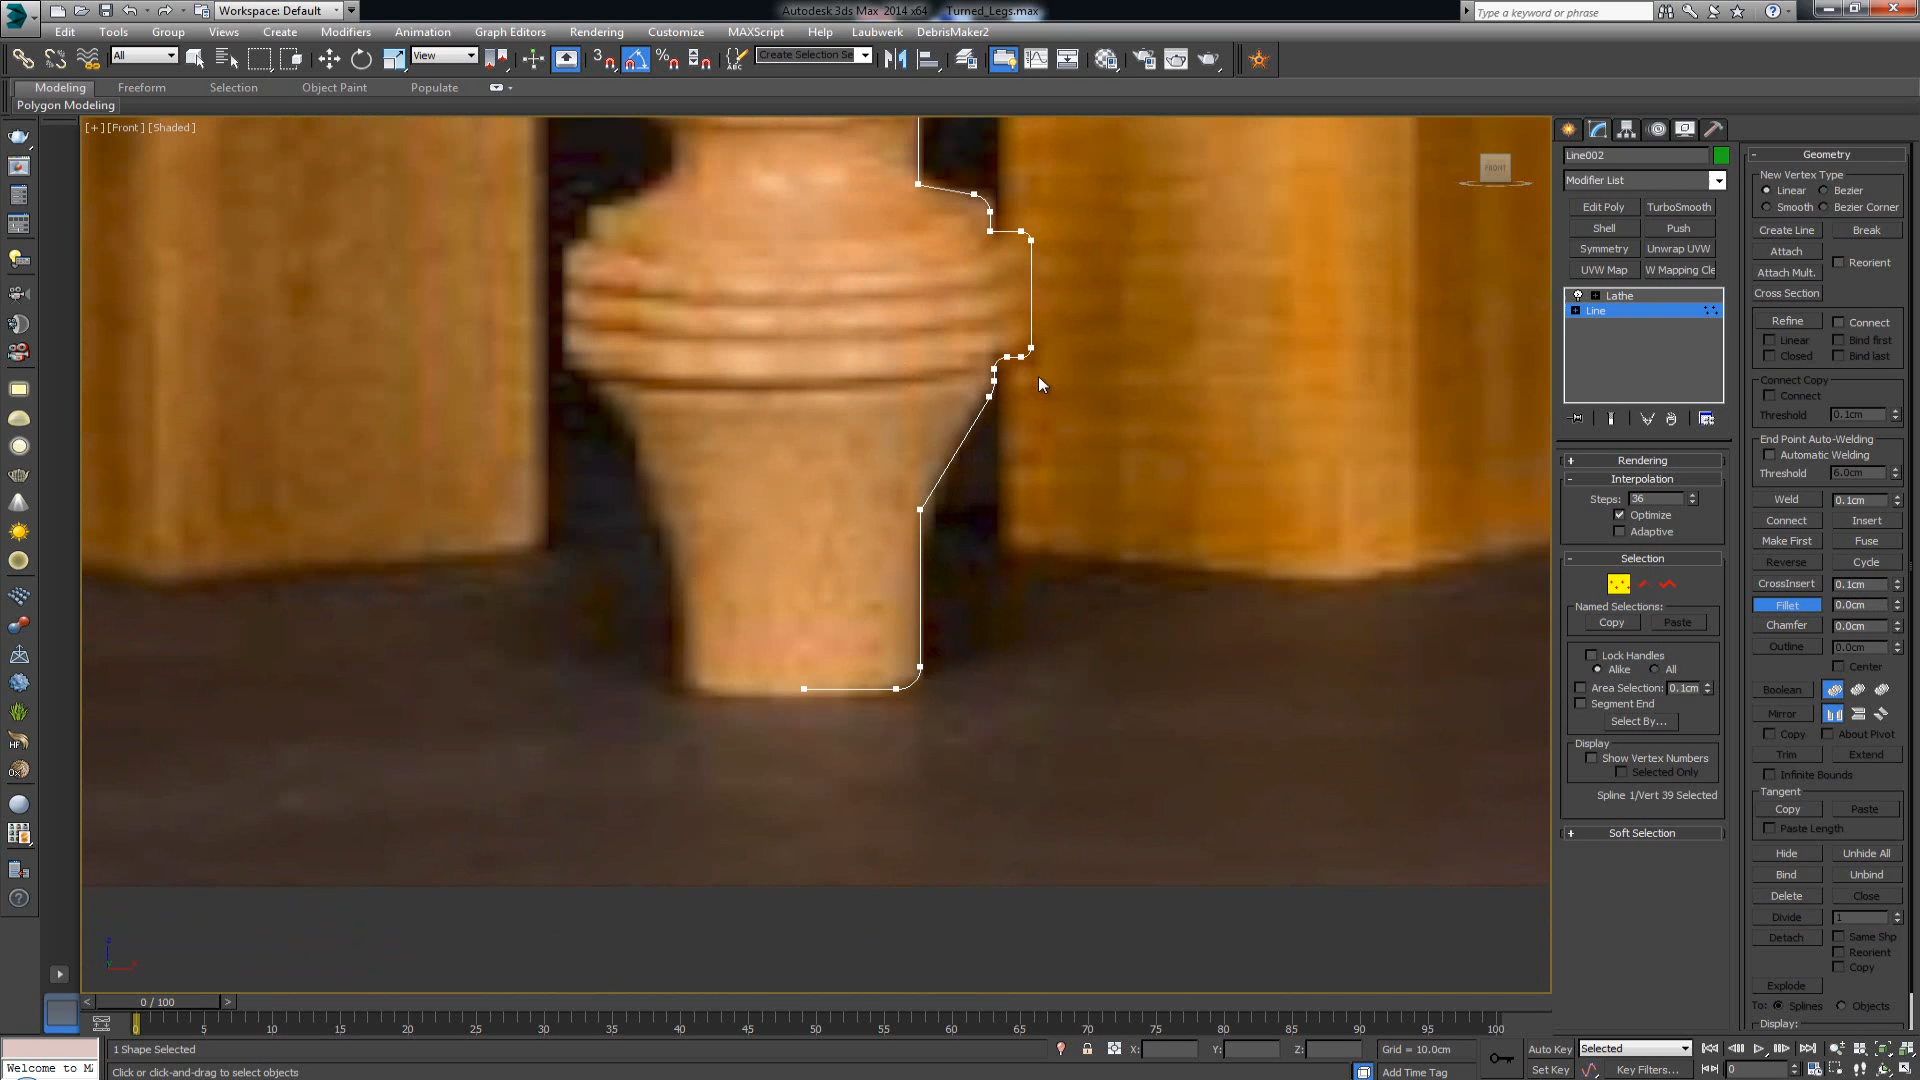 Workspace: Default
Autodesk 3ds Max 2014 x64 Turned_Legs.max
Type a keyword or phrase
Edit Tools Group Views Create Modifiers Animation Graph Editors Rendering Customize MAXScript Help Laubwerk DebrisMaker2
All View Create Selection Se
Modeling Freeform Selection Object Paint Populate
Polygon Modeling
[+] [Front] [Shaded]
FRONT
Line002
Modifier List
Edit Poly TurboSmooth
Shell Push
Symmetry Unwrap UVW
UVW Map W Mapping Cle
Lathe
Line
Rendering
Interpolation
Steps: 36
Optimize
Adaptive
Selection
Named Selections:
Copy Paste
Lock Handles
Alike All
Area Selection: 0.1cm
Segment End
Select By...
Display
Show Vertex Numbers
Selected Only
Spline 1/Vert 39 Selected
Soft Selection
Geometry
New Vertex Type
Linear Bezier
Smooth Bezier Corner
Create Line Break
Attach
Reorient
Attach Mult.
Cross Section
Refine Connect
Linear Bind first
Closed Bind last
Connect Copy
Connect
Threshold 0.1cm
End Point Auto-Welding
Automatic Welding
Threshold 6.0cm
Weld 0.1cm
Connect Insert
Make First Fuse
Reverse Cycle
CrossInsert 0.1cm
Fillet 0.0cm
Chamfer 0.0cm
Outline 0.0cm
Center
Boolean
Mirror
Copy About Pivot
Trim Extend
Infinite Bounds
Tangent
Copy Paste
Paste Length
Hide Unhide All
Bind Unbind
Delete Close
Divide 1
Detach Same Shp
Reorient
Copy
Explode
To: Splines Objects
Display:
0 / 100
0 5 10 15 20 25 30 35 40 45 50 55 60 65 70 75 80 85 90 95 100
1 Shape Selected X: Y: Z: Grid = 10.0cm Auto Key Selected
Welcome to M Click or click-and-drag to select objects Add Time Tag Set Key Key Filters... 0